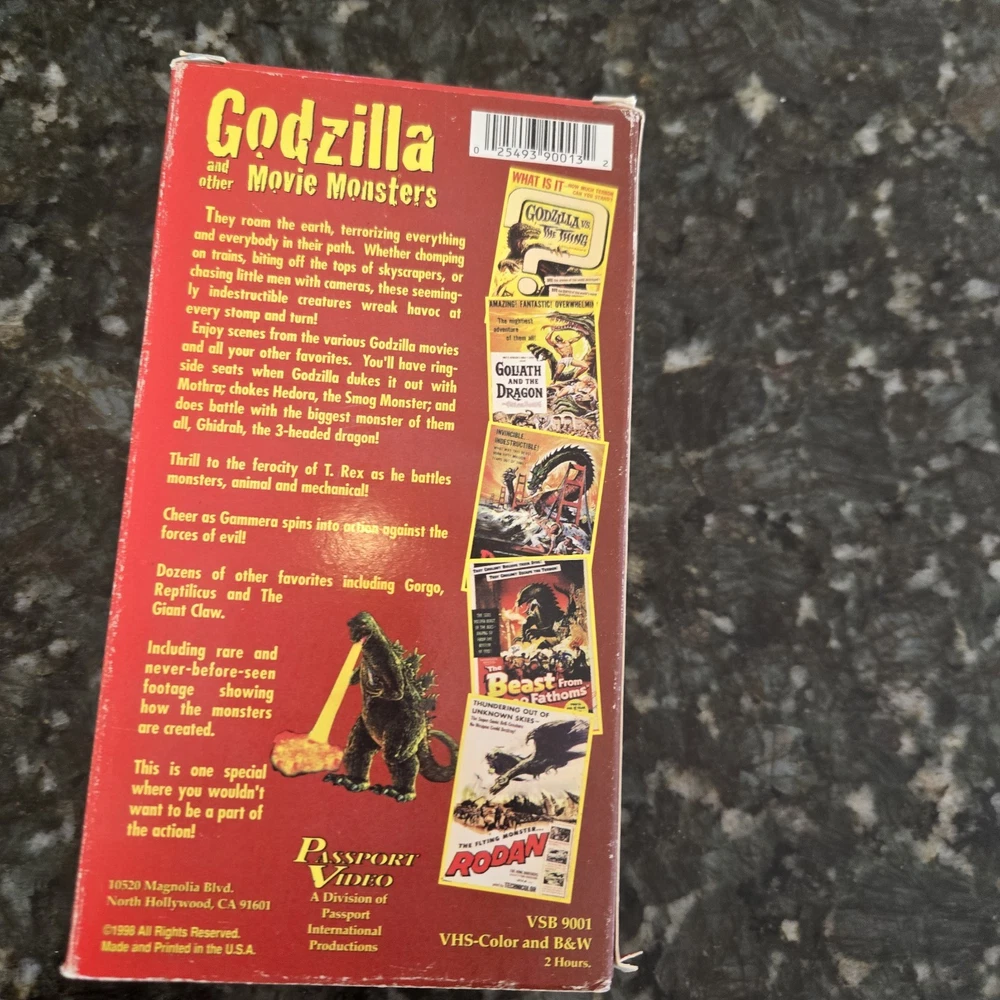 Godzilla
and
other Movie Monsters
0 25493 90013 2
They roam the earth, terrorizing everything
and everybody in their path. Whether chomping
on trains, biting off the tops of skyscrapers, or
chasing little men with cameras, these seeming-
ly indestructible creatures wreak havoc at
every stomp and turn!
Enjoy scenes from the various Godzilla movies
and all your other favorites. You'll have ring-
side seats when Godzilla dukes it out with
Mothra; chokes Hedora, the Smog Monster; and
does battle with the biggest monster of them
all, Ghidrah, the 3-headed dragon!
Thrill to the ferocity of T. Rex as he battles
monsters, animal and mechanical!
Cheer as Gammera spins into action against the
forces of evil!
Dozens of other favorites including Gorgo,
Reptilicus and The
Giant Claw.
Including rare and
never-before-seen
footage showing
how the monsters
are created.
This is one special
where you wouldn't
want to be a part of
the action!
WHAT IS IT
GODZILLA VS.
THE THING
AMAZING! FANTASTIC! OVERWHELMING
The mightiest
adventure
of them all!
GOLIATH
AND THE
DRAGON
INVINCIBLE
INDESTRUCTIBLE!
The
Beast From
Fathoms
THUNDERING OUT OF
UNKNOWN SKIES—
THE FLYING MONSTER
RODAN
TECHNICOLOR
PASSPORT
VIDEO
A Division of
Passport
International
Productions
10520 Magnolia Blvd.
North Hollywood, CA 91601
©1998 All Rights Reserved.
Made and Printed in the U.S.A.
VSB 9001
VHS-Color and B&W
2 Hours.